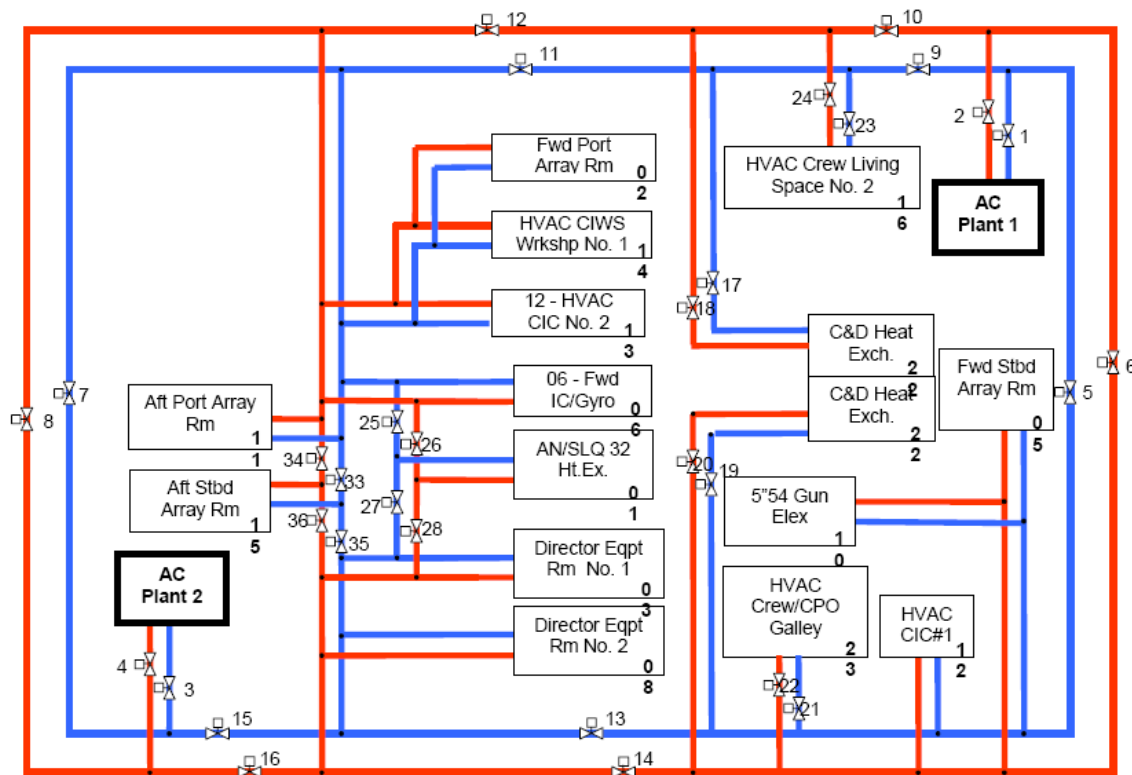 12
10
11
9
24
2
23
1
Fwd Port
Array Rm
0
2
HVAC Crew Living
Space No. 2
1
6
AC
Plant 1
HVAC CIWS
Wrkshp No. 1
1
4
17
18
12 - HVAC
CIC No. 2
1
3
C&D Heat
Exch.
2
2
Fwd Stbd
Array Rm
0
5
6
5
7
8
06 - Fwd
IC/Gyro
0
6
C&D Heat
Exch.
2
2
Aft Port Array
Rm
1
1
25
26
AN/SLQ 32
Ht.Ex.
0
1
34
33
20
19
Aft Stbd
Array Rm
1
5
27
28
36
35
5"54 Gun
Elex
1
0
AC
Plant 2
Director Eqpt
Rm No. 1
0
3
HVAC
Crew/CPO
Galley
2
3
HVAC
CIC#1
1
2
Director Eqpt
Rm No. 2
0
8
4
3
22
21
15
13
16
14